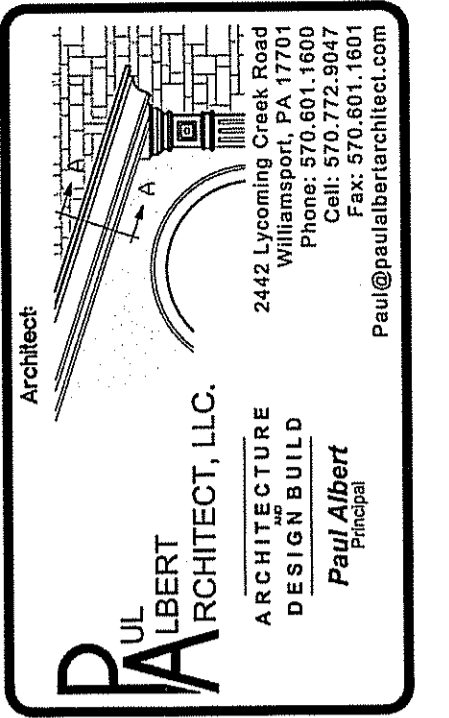 Architect:
PAUL
ALBERT
ARCHITECT, LLC.
A
A
ARCHITECTURE
AND
DESIGN BUILD
Paul Albert
Principal
2442 Lycoming Creek Road
Williamsport, PA 17701
Phone: 570.601.1600
Cell: 570.772.9047
Fax: 570.601.1601
Paul@paulalbertarchitect.com